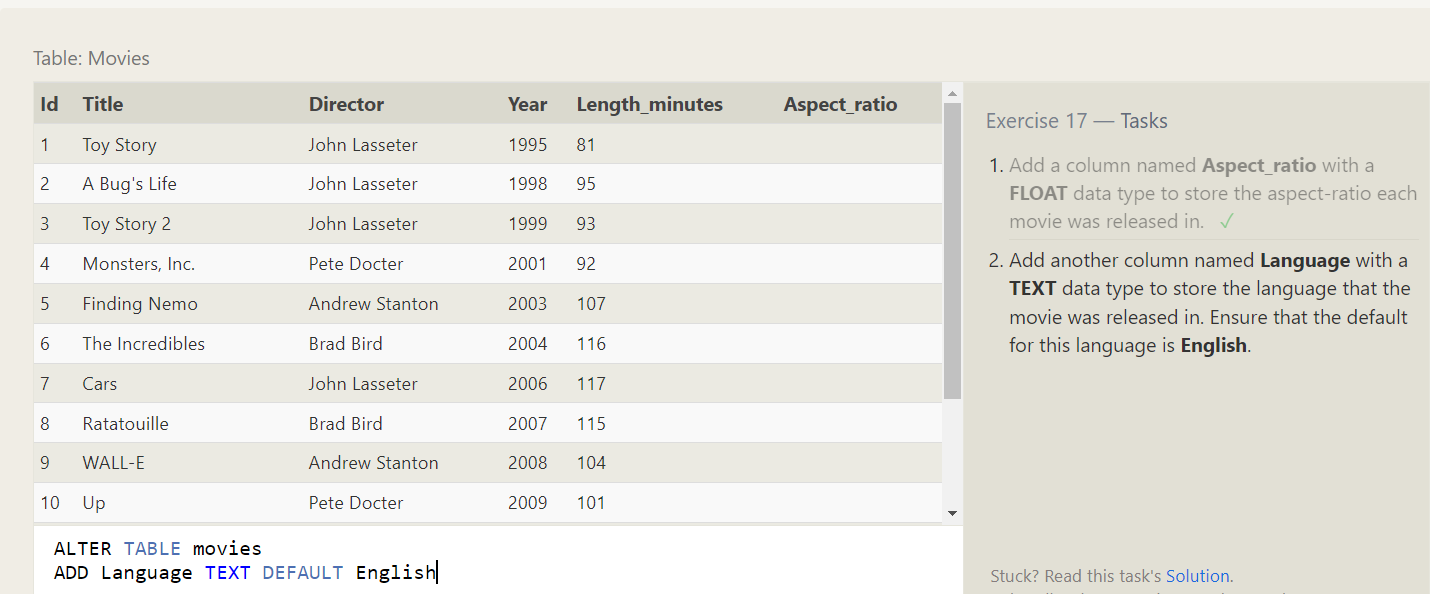 Table: Movies
Id Title Director Year Length_minutes Aspect_ratio
1 Toy Story John Lasseter 1995 81
2 A Bug's Life John Lasseter 1998 95
3 Toy Story 2 John Lasseter 1999 93
4 Monsters, Inc. Pete Docter 2001 92
5 Finding Nemo Andrew Stanton 2003 107
6 The Incredibles Brad Bird 2004 116
7 Cars John Lasseter 2006 117
8 Ratatouille Brad Bird 2007 115
9 WALL-E Andrew Stanton 2008 104
10 Up Pete Docter 2009 101
ALTER TABLE movies
ADD Language TEXT DEFAULT English
Exercise 17 — Tasks
1. Add a column named Aspect_ratio with a
FLOAT data type to store the aspect-ratio each
movie was released in. ✓
2. Add another column named Language with a
TEXT data type to store the language that the
movie was released in. Ensure that the default
for this language is English.
Stuck? Read this task's Solution.